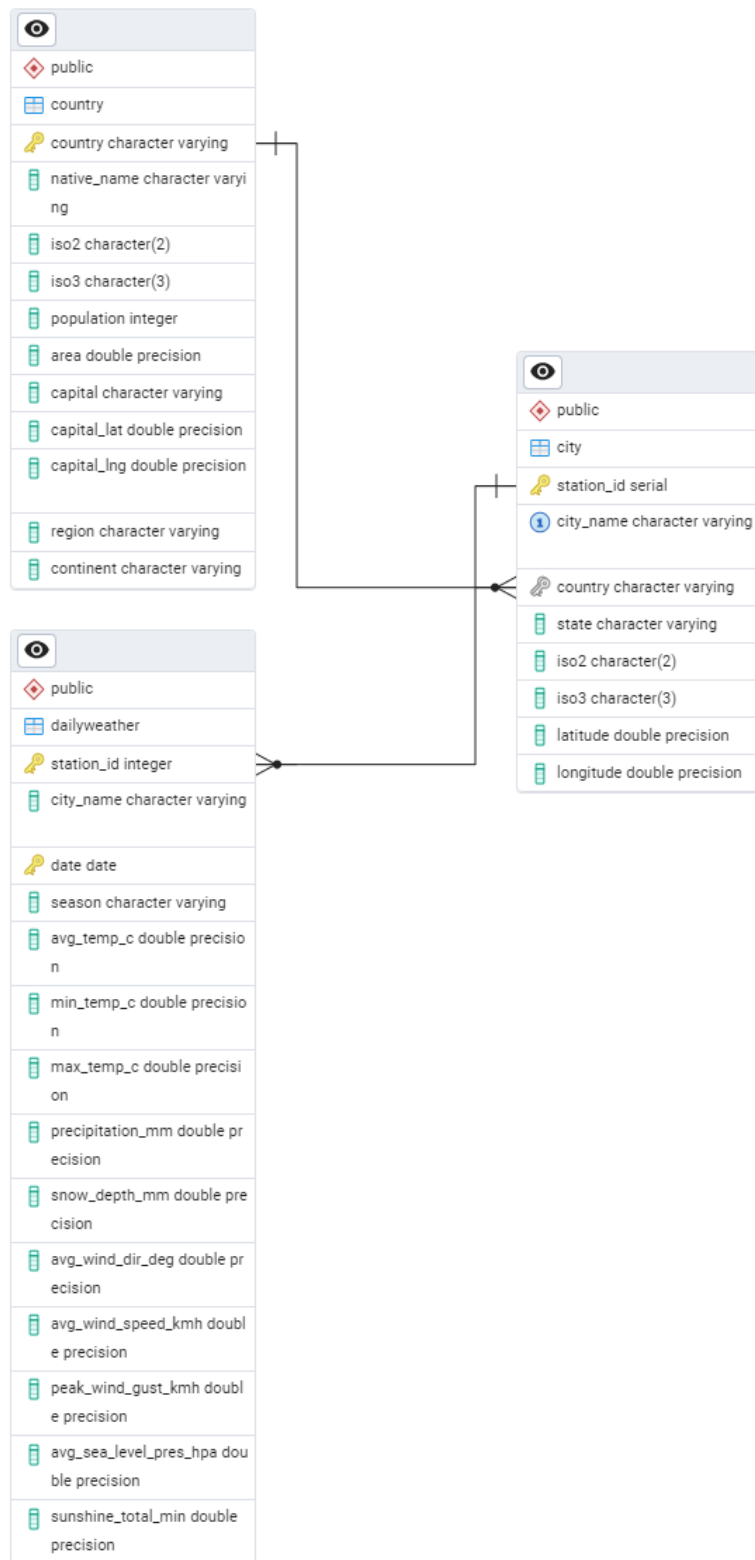 public
country
country character varying
native_name character varyi
ng
iso2 character(2)
iso3 character(3)
population integer
area double precision
capital character varying
capital_lat double precision
capital_lng double precision
region character varying
continent character varying
public
city
station_id serial
1
city_name character varying
country character varying
state character varying
iso2 character(2)
iso3 character(3)
latitude double precision
longitude double precision
public
dailyweather
station_id integer
city_name character varying
date date
season character varying
avg_temp_c double precisio
n
min_temp_c double precisio
n
max_temp_c double precisi
on
precipitation_mm double pr
ecision
snow_depth_mm double pre
cision
avg_wind_dir_deg double pr
ecision
avg_wind_speed_kmh doubl
e precision
peak_wind_gust_kmh doubl
e precision
avg_sea_level_pres_hpa dou
ble precision
sunshine_total_min double
precision